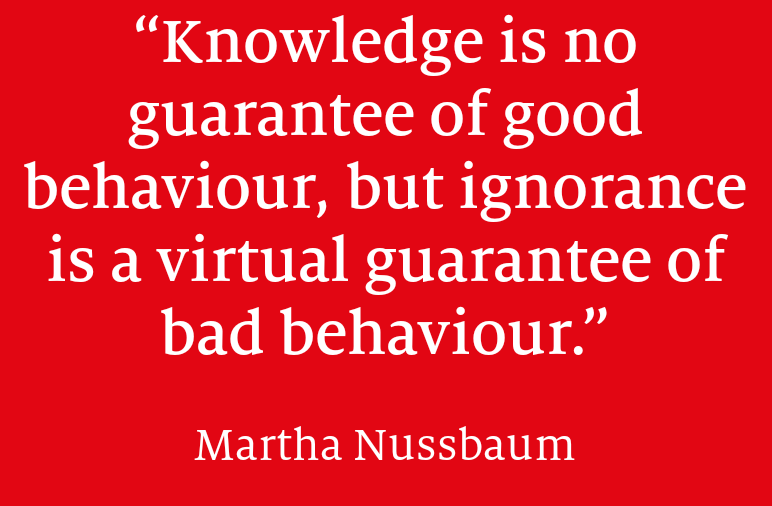 “Knowledge is no
guarantee of good
behaviour, but ignorance
is a virtual guarantee of
bad behaviour.”
Martha Nussbaum